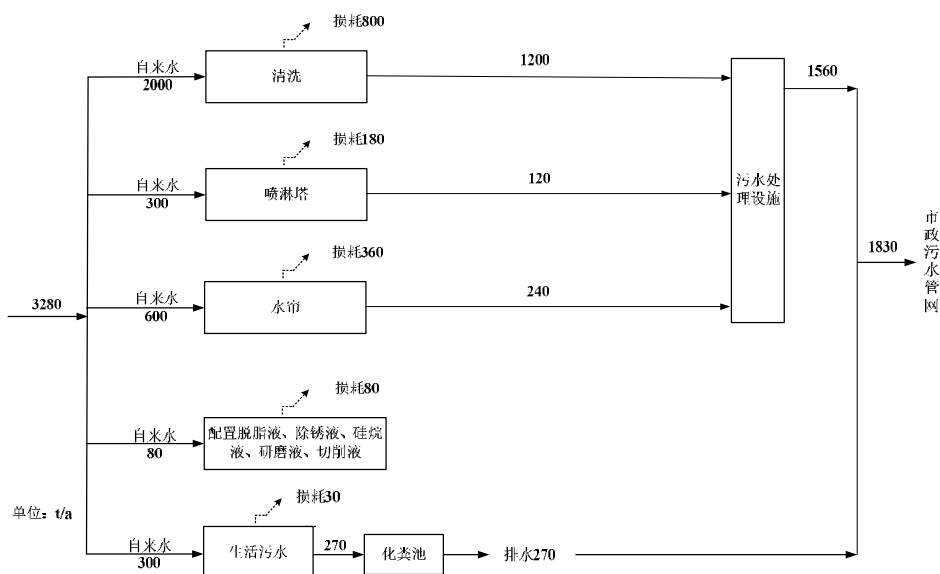 损耗800
自来水
2000
清洗
1200
1560
损耗180
自来水
300
喷淋塔
120
污水处
理设施
损耗360
自来水
600
水帘
240
3280
1830
市政污水管网
损耗80
自来水
80
配置脱脂液、除锈液、硅烷
液、研磨液、切削液
单位：t/a
损耗30
自来水
300
生活污水
270
化粪池
排水270